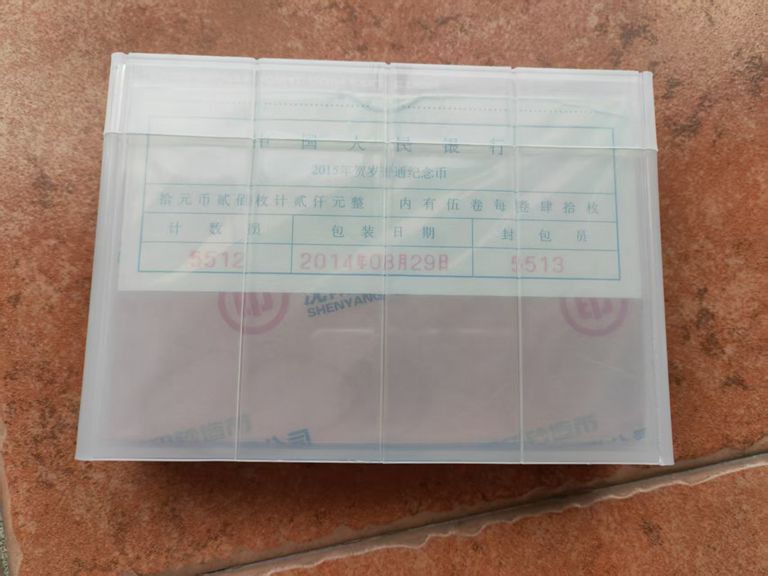 中国人民银行
2015年贺岁普通纪念币
拾元币贰佰枚计贰仟元整 内有伍卷每卷肆拾枚
计数员 包装日期 封包员
5512 2014年08月29日 5513
SHENYANG